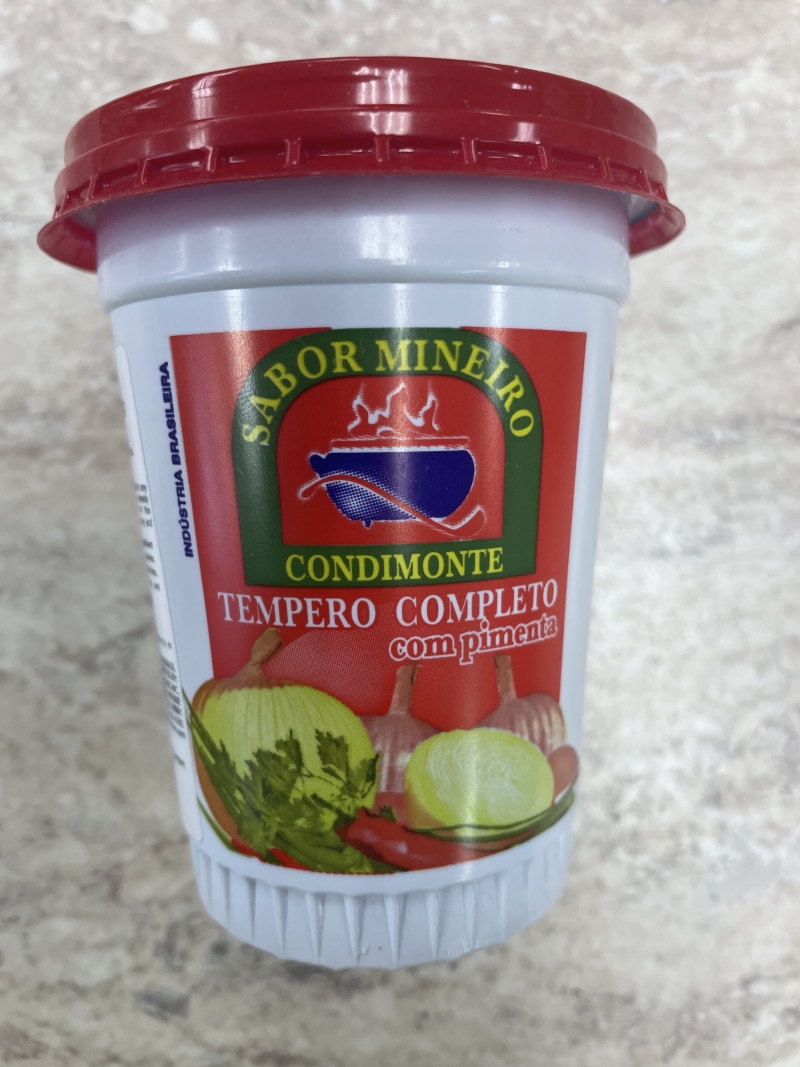 SABOR MINEIRO
CONDIMONTE
TEMPERO COMPLETO
com pimenta
INDÚSTRIA BRASILEIRA